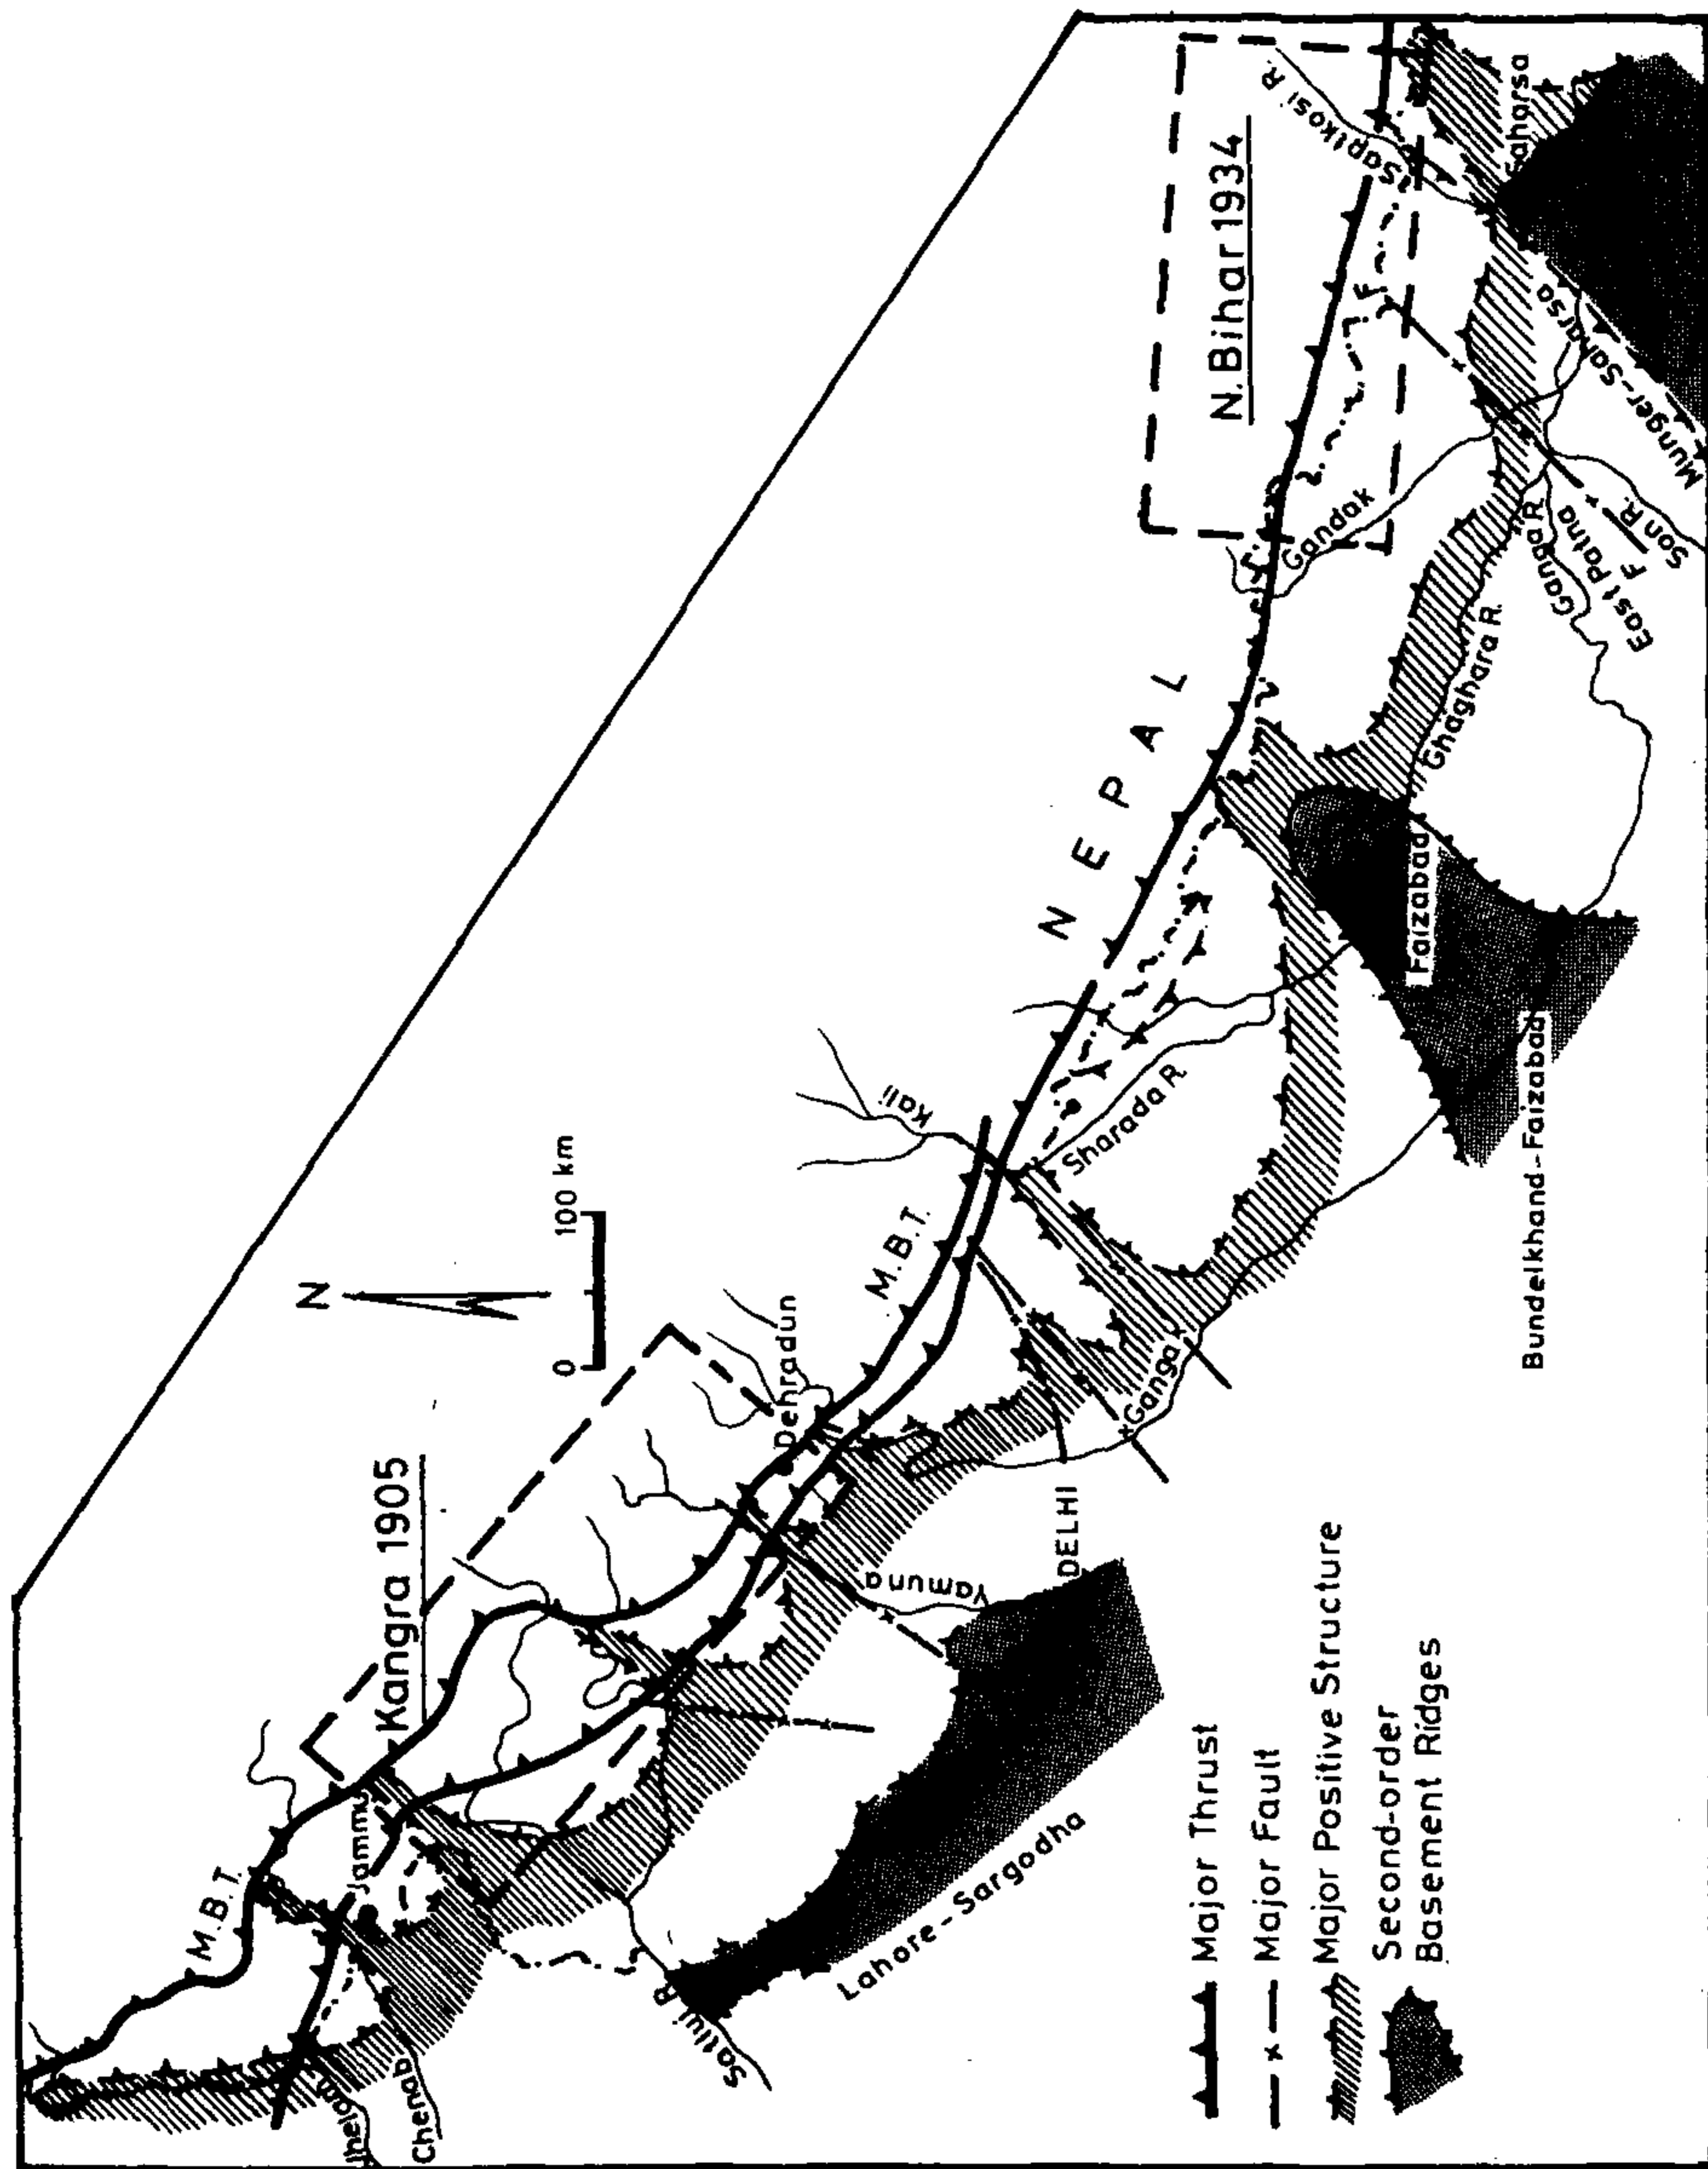 Kangra 1905
N
0 100 km
N. Bihar 1934
M.B.T.
Jammu
Jhelam
Chenab
Satluj R.
Lahore - Sargodha
Yamuna
DELHI
Dehradun
M.B.T.
Ganga
Kali
Sharada R.
NEPAL
Faizabad
Bundelkhand - Faizabad
Ghaghara R.
Gandak
Ganga R.
East Patna
F
Son R.
Munger - Saharsa
F
Saptkosi R.
Saharsa
Major Thrust
Major Fault
Major Positive Structure
Second-order
Basement Ridges